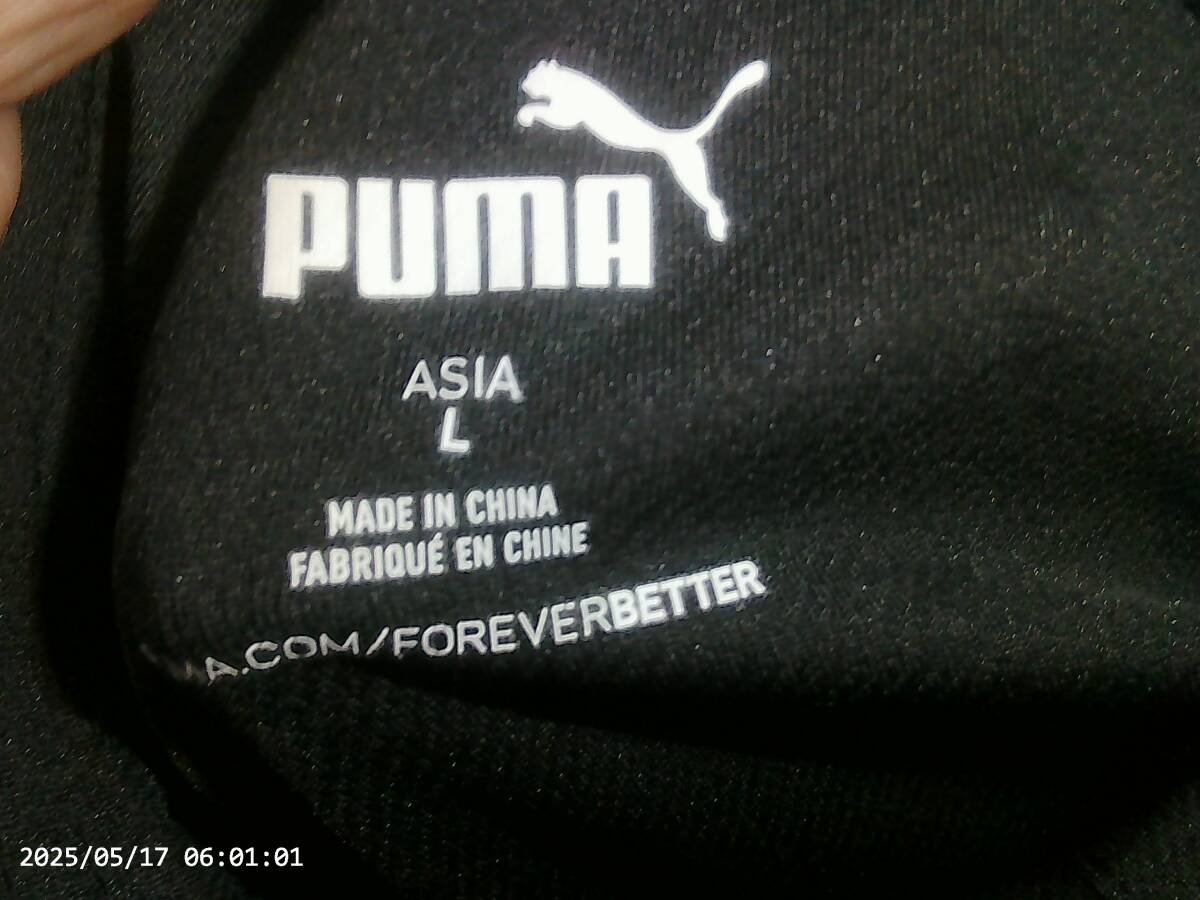 PUMA
ASIA
L
MADE IN CHINA
FABRIQUÉ EN CHINE
A.COM/FOREVERBETTER
2025/05/17 06:01:01